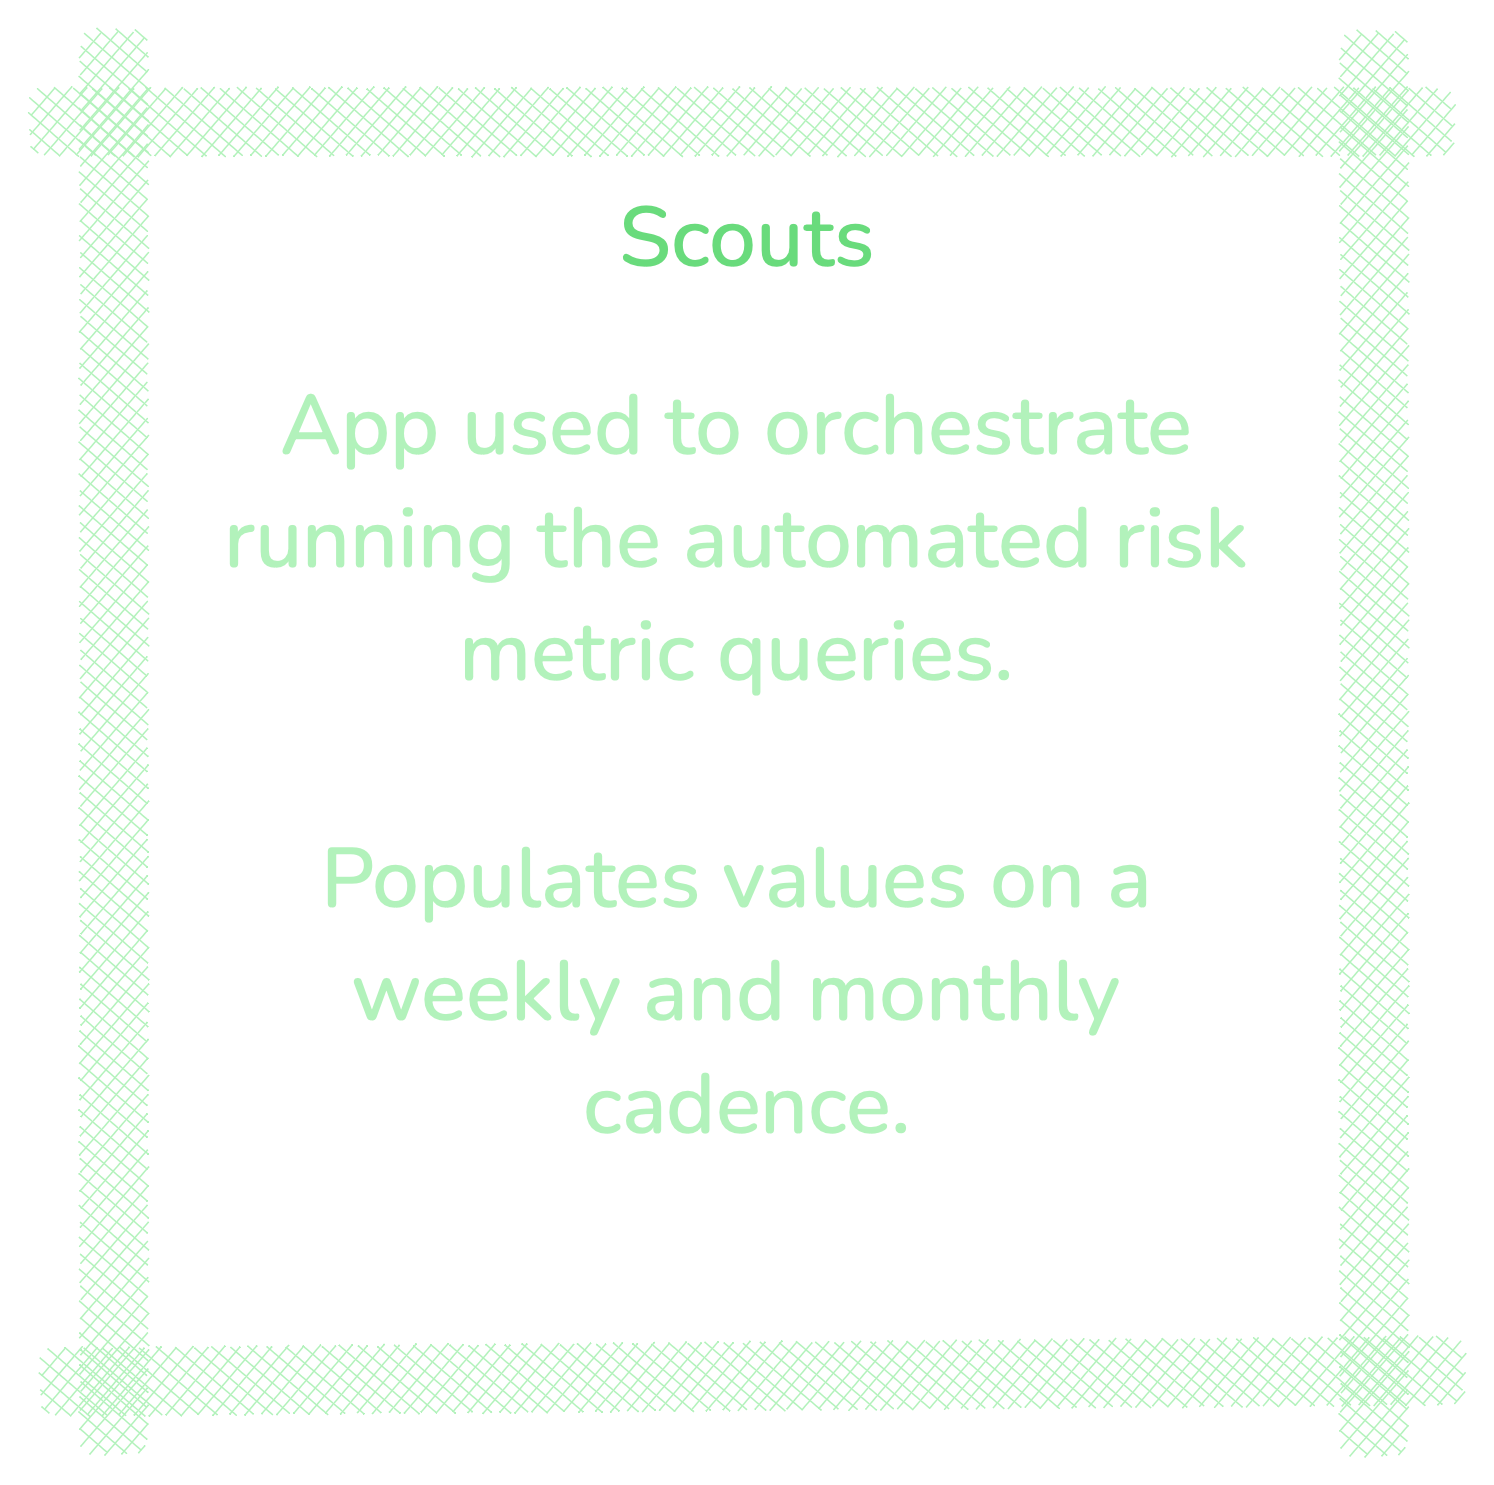 Scouts
App used to orchestrate
running the automated risk
metric queries.
Populates values on a
weekly and monthly
cadence.